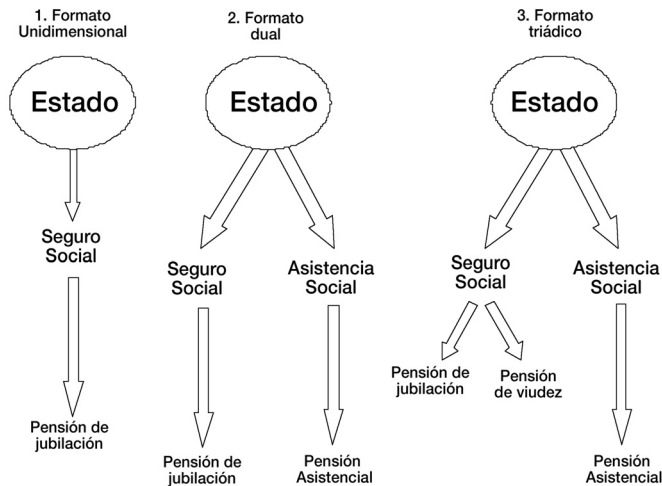 1. Formato
Unidimensional
Estado
Seguro
Social
Pensión de
jubilación
2. Formato
dual
Estado
Seguro
Social
Asistencia
Social
Pensión de
jubilación
Pensión
Asistencial
3. Formato
triádico
Estado
Seguro
Social
Asistencia
Social
Pensión de
jubilación
Pensión
de viudez
Pensión
Asistencial